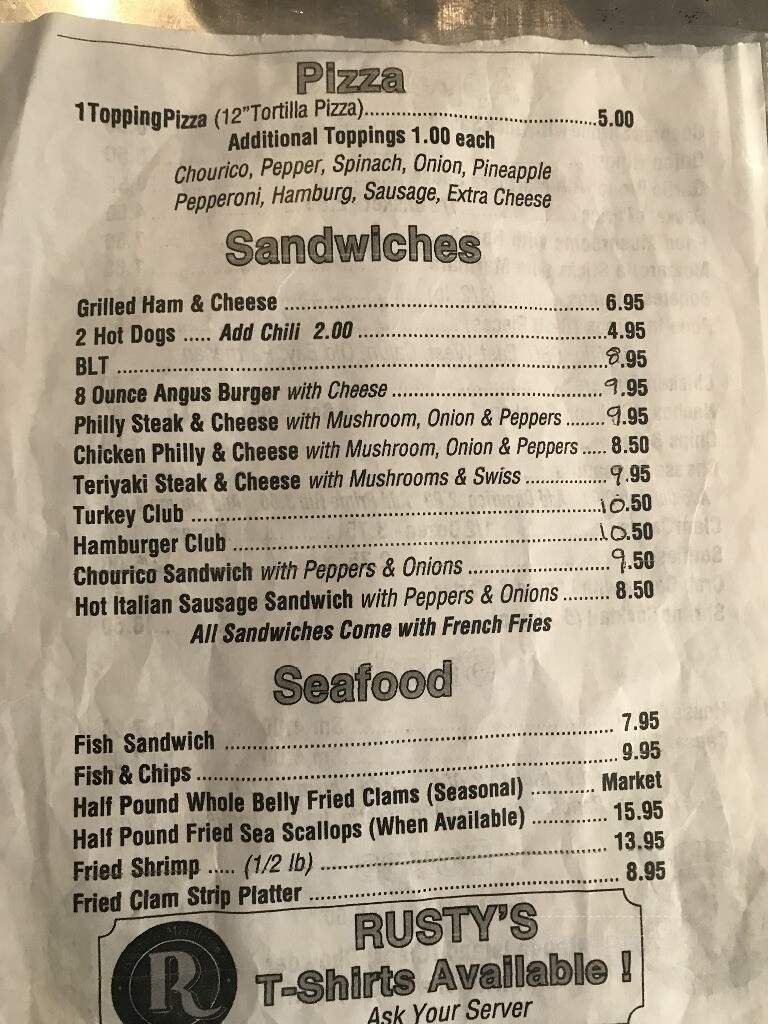 Pizza
1 Topping Pizza (12" Tortilla Pizza)..........5.00
Additional Toppings 1.00 each
Chourico, Pepper, Spinach, Onion, Pineapple
Pepperoni, Hamburg, Sausage, Extra Cheese
Sandwiches
Grilled Ham & Cheese .......... 6.95
2 Hot Dogs ..... Add Chili 2.00 ..........4.95
BLT ..........8.95
8 Ounce Angus Burger with Cheese ..........9.95
Philly Steak & Cheese with Mushroom, Onion & Peppers ........9.95
Chicken Philly & Cheese with Mushroom, Onion & Peppers ..... 8.50
Teriyaki Steak & Cheese with Mushrooms & Swiss ..........9.95
Turkey Club ..........10.50
Hamburger Club ..........10.50
Chourico Sandwich with Peppers & Onions ..........9.50
Hot Italian Sausage Sandwich with Peppers & Onions ......... 8.50
All Sandwiches Come with French Fries
Seafood
Fish Sandwich .......... 7.95
Fish & Chips .......... 9.95
Half Pound Whole Belly Fried Clams (Seasonal) .......... Market
Half Pound Fried Sea Scallops (When Available) .......... 15.95
Fried Shrimp ..... (1/2 lb) .......... 13.95
Fried Clam Strip Platter .......... 8.95
R
RUSTY'S
T-Shirts Available !
Ask Your Server